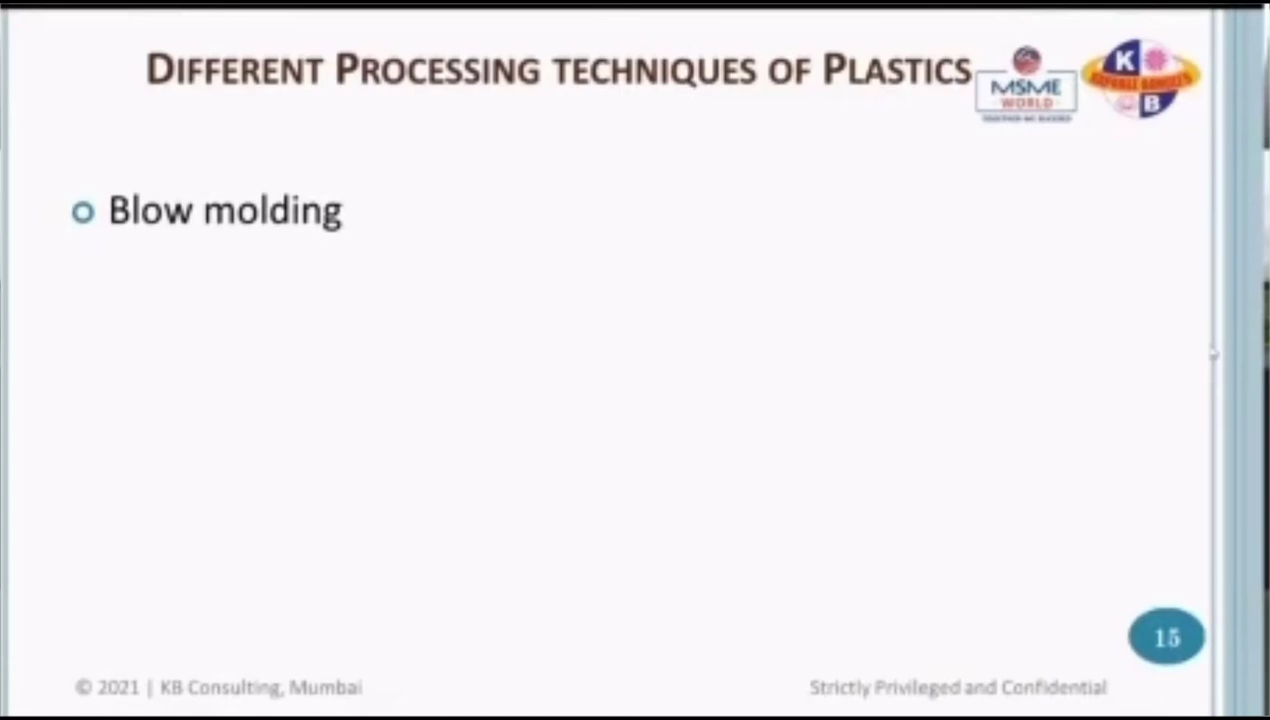 DIFFERENT PROCESSING TECHNIQUES OF PLASTICS
MSME
WORLD
K
B
Blow molding
15
© 2021 | KB Consulting, Mumbai
Strictly Privileged and Confidential